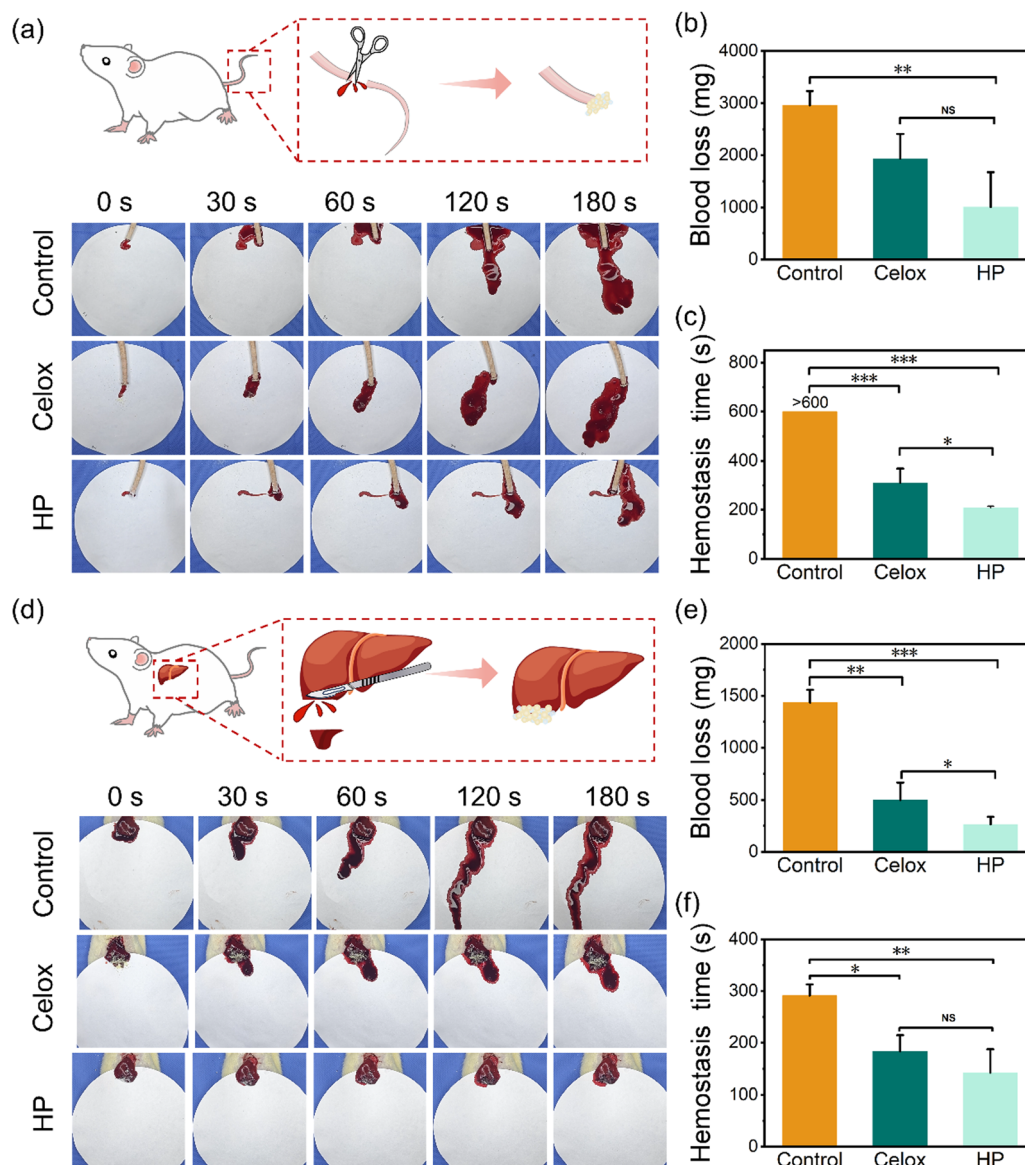 (a)
0 s 30 s 60 s 120 s 180 s
Control
Celox
HP
(b)
Blood loss (mg)
4000
3000
2000
1000
0
**
NS
Control Celox HP
(c)
Hemostasis time (s)
800
600
400
200
0
***
***
>600
*
Control Celox HP
(d)
0 s 30 s 60 s 120 s 180 s
Control
Celox
HP
(e)
Blood loss (mg)
2000
1500
1000
500
0
***
**
*
Control Celox HP
(f)
Hemostasis time (s)
400
300
200
100
0
**
*
NS
Control Celox HP